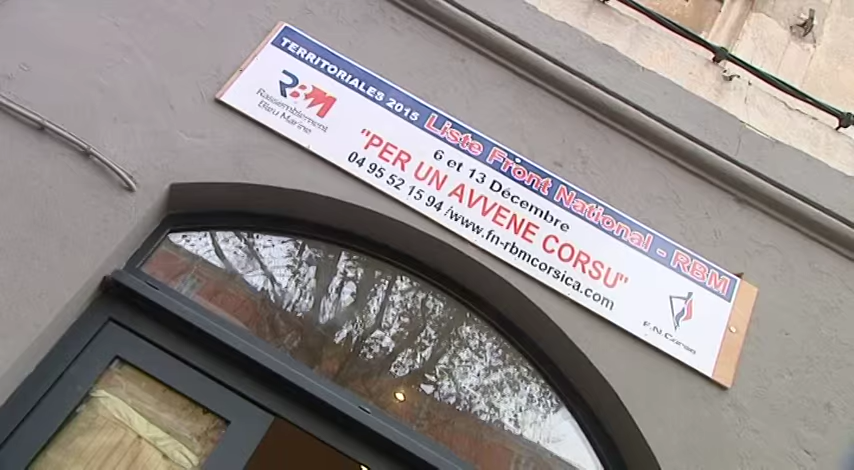 TERRITORIALES 2015 Liste Front National - RBM
RBM
Rassemblement
Bleu Marine
6 et 13 Décembre
"PER UN AVVENE CORSU"
04 95 52 15 94 /www.fn-rbmcorsica.com
F.N Corse